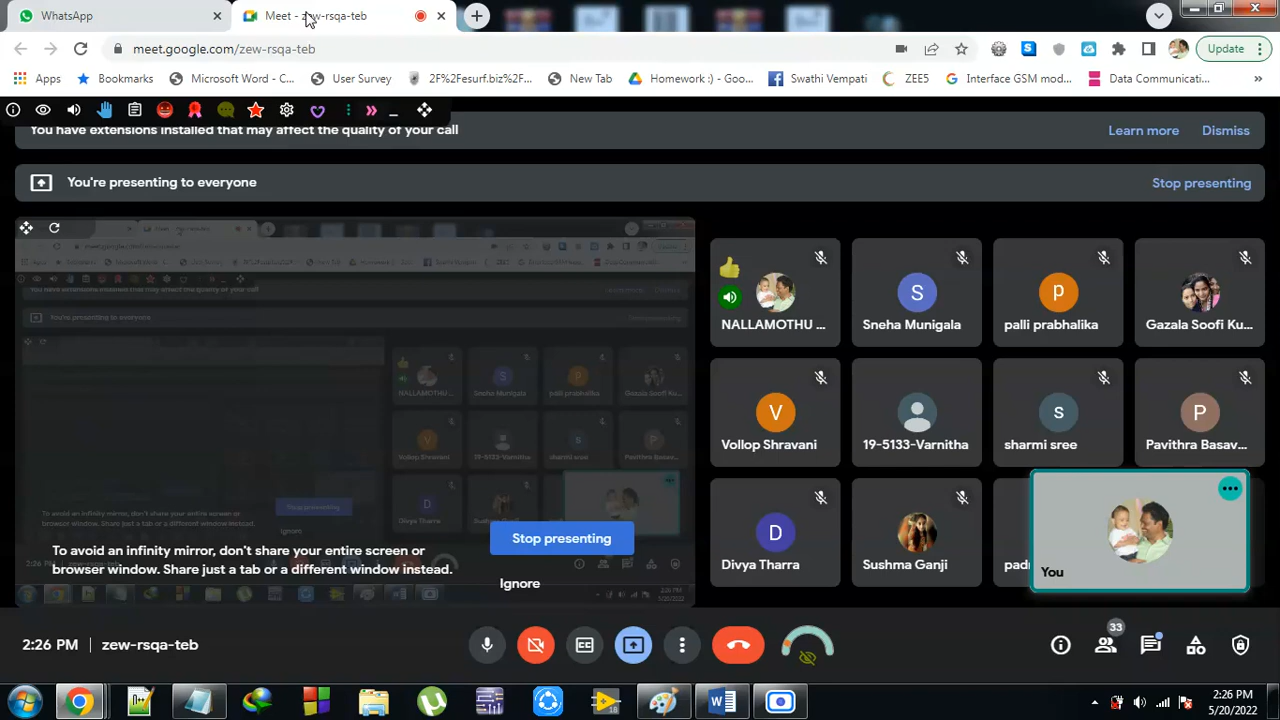 WhatsApp
Meet - zew-rsqa-teb
meet.google.com/zew-rsqa-teb
Update
Apps
Bookmarks
Microsoft Word - C...
User Survey
2F%2Fesurf.biz%2F...
New Tab
Homework :) - Goo...
Swathi Vempati
ZEE5
Interface GSM mod...
Data Communicati...
»
You have extensions installed that may affect the quality of your call
Learn more
Dismiss
You're presenting to everyone
Stop presenting
NALLAMOTHU ...
Sneha Munigala
palli prabhalika
Gazala Soofi Ku...
Vollop Shravani
19-5133-Varnitha
sharmi sree
Pavithra Basav...
Divya Tharra
Sushma Ganji
You
S
p
V
s
P
D
To avoid an infinity mirror, don't share your entire screen or
browser window. Share just a tab or a different window instead.
Stop presenting
Ignore
2:26 PM | zew-rsqa-teb
33
2:26 PM
5/20/2022